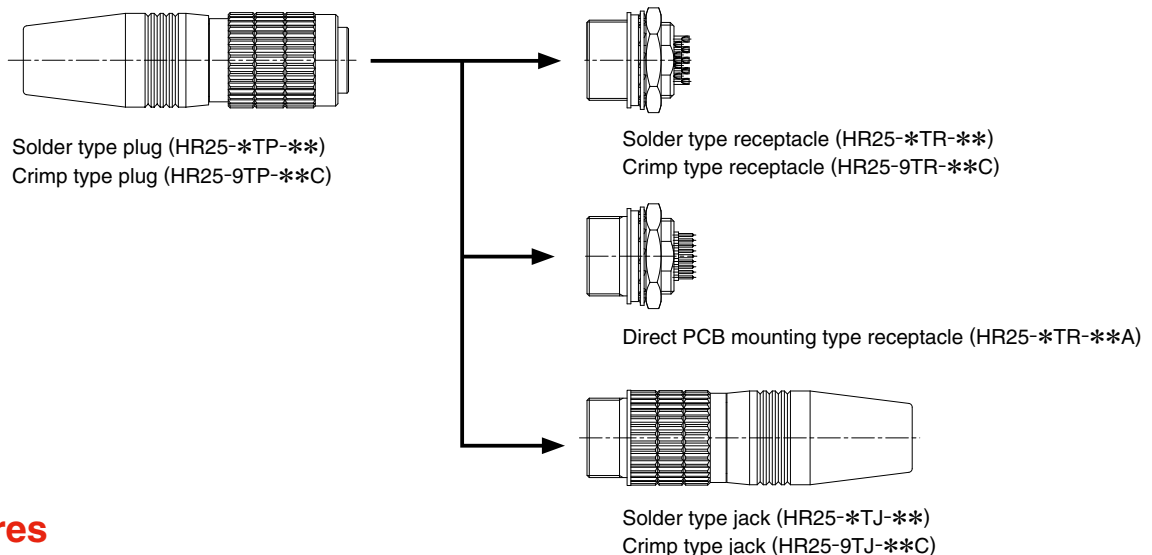 Solder type plug (HR25-*TP-**)
Crimp type plug (HR25-9TP-**C)
Solder type receptacle (HR25-*TR-**)
Crimp type receptacle (HR25-9TR-**C)
Direct PCB mounting type receptacle (HR25-*TR-**A)
Solder type jack (HR25-*TJ-**)
Crimp type jack (HR25-9TJ-**C)
res